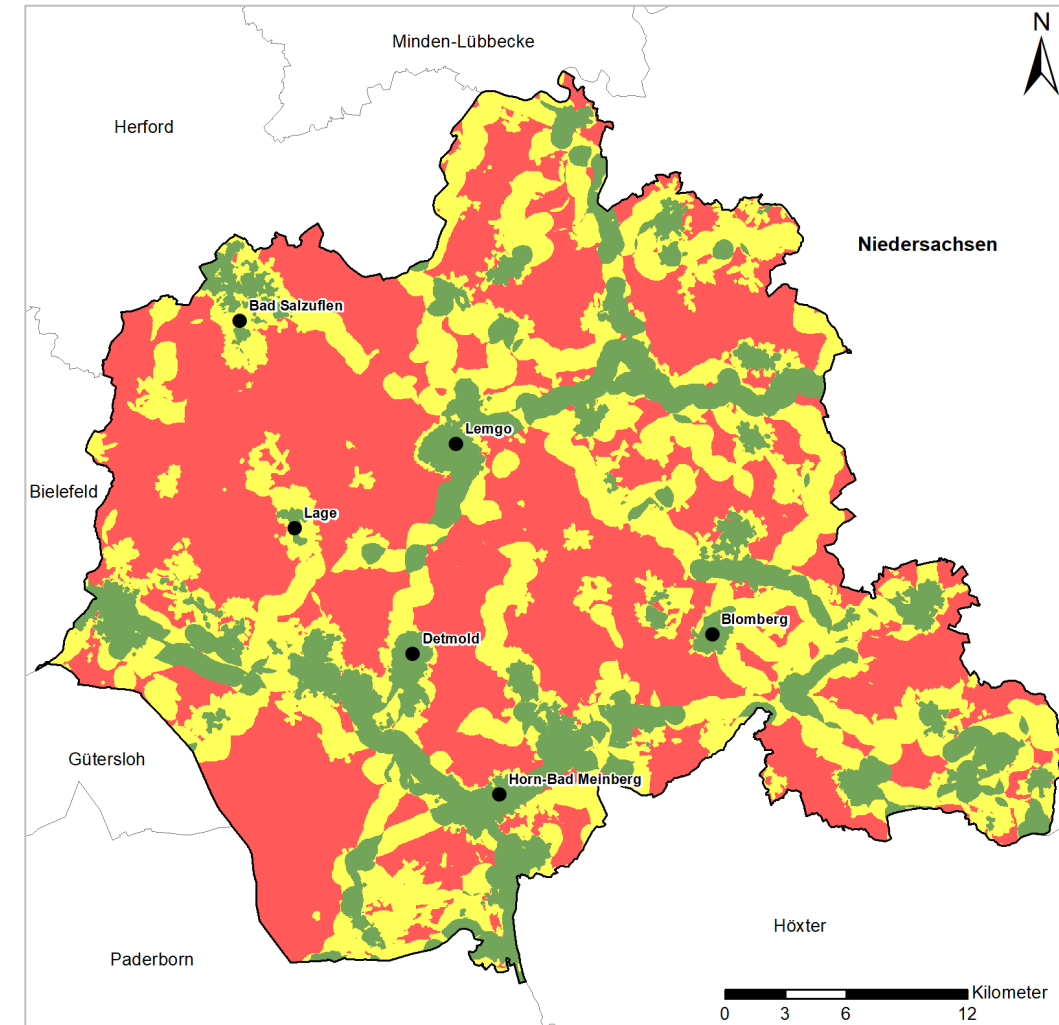 N
Minden-Lübbecke
Herford
Niedersachsen
Bad Salzuflen
Lemgo
Bielefeld
Lage
Blomberg
Detmold
Gütersloh
Horn-Bad Meinberg
Höxter
Paderborn
Kilometer
0 3 6 12